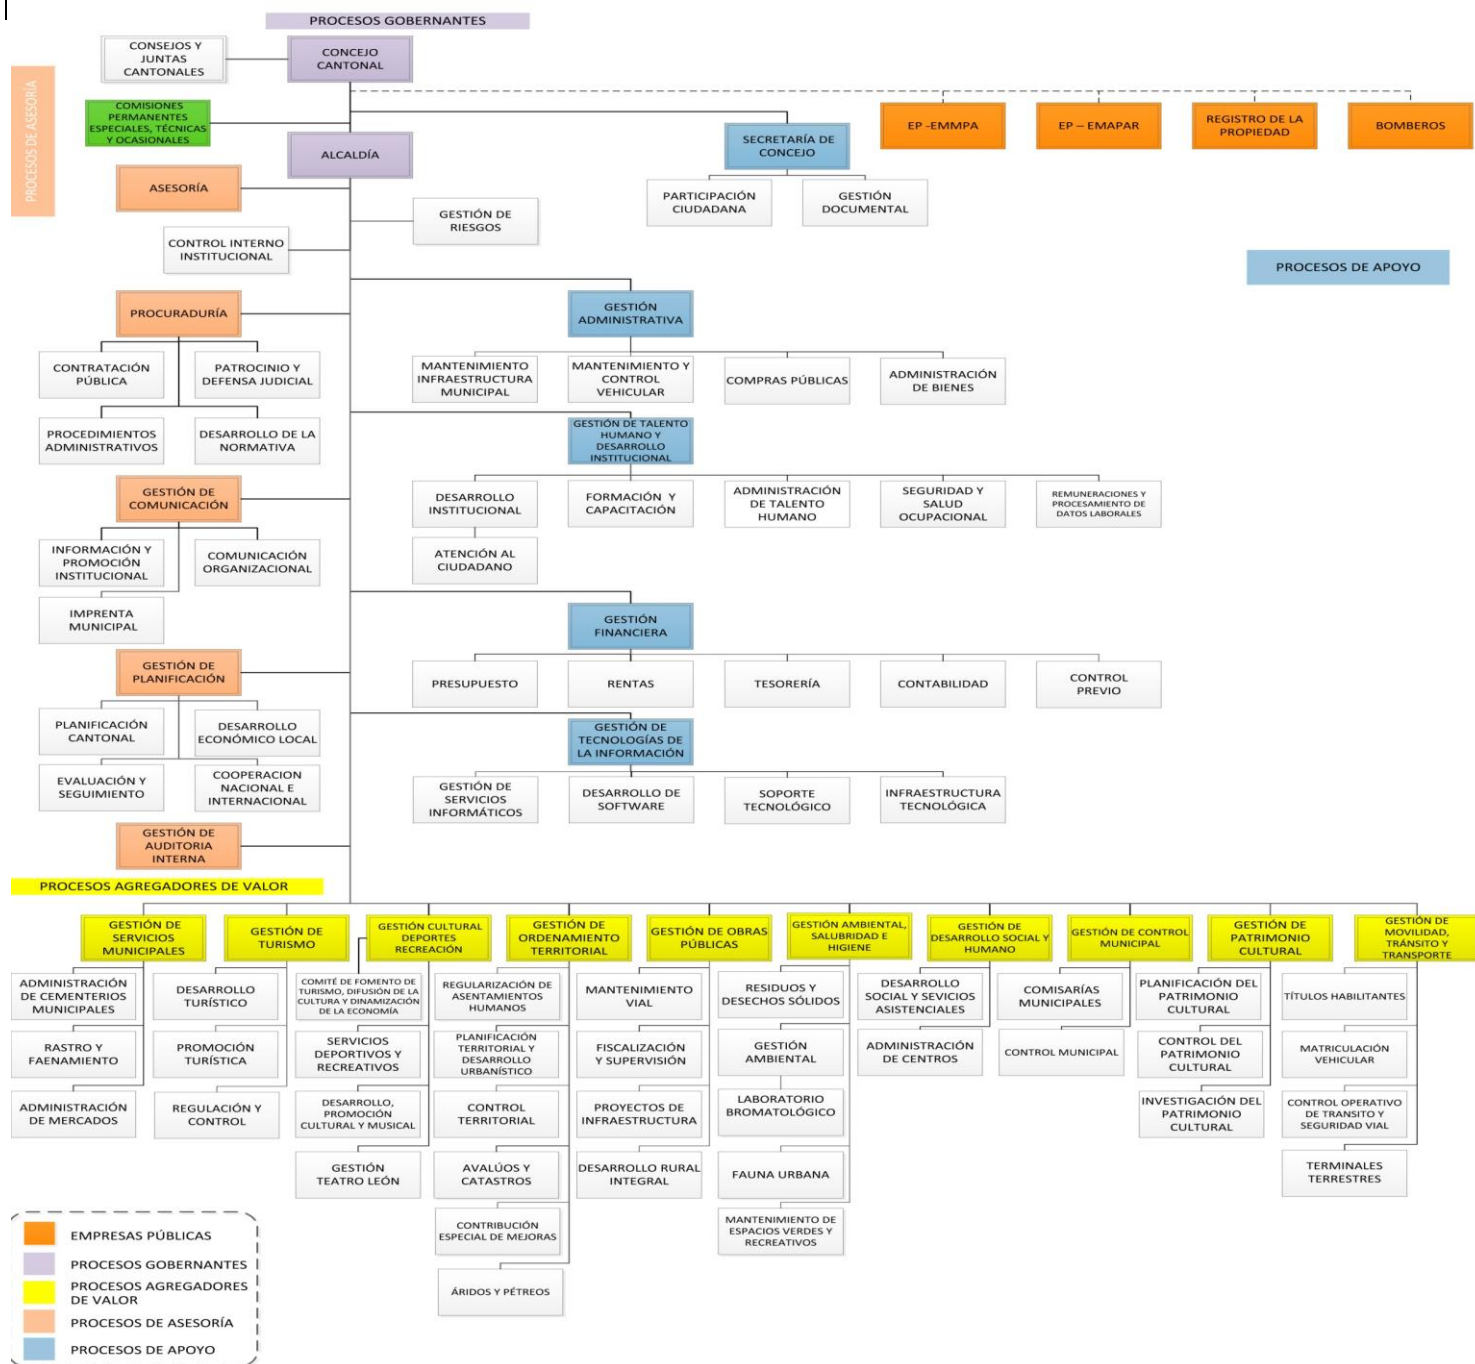 PROCESOS GOBERNANTES
CONSEJOS Y
JUNTAS
CANTONALES
CONCEJO
CANTONAL
PROCESOS DE ASESORÍA
COMISIONES
PERMANENTES
ESPECIALES, TÉCNICAS
Y OCASIONALES
ALCALDÍA
SECRETARÍA DE
CONCEJO
EP -EMMPA
EP – EMAPAR
REGISTRO DE LA
PROPIEDAD
BOMBEROS
ASESORÍA
PARTICIPACIÓN
CIUDADANA
GESTIÓN
DOCUMENTAL
GESTIÓN DE
RIESGOS
CONTROL INTERNO
INSTITUCIONAL
PROCESOS DE APOYO
PROCURADURÍA
CONTRATACIÓN
PÚBLICA
PATROCINIO Y
DEFENSA JUDICIAL
PROCEDIMIENTOS
ADMINISTRATIVOS
DESARROLLO DE LA
NORMATIVA
GESTIÓN
ADMINISTRATIVA
MANTENIMIENTO
INFRAESTRUCTURA
MUNICIPAL
MANTENIMIENTO Y
CONTROL
VEHICULAR
COMPRAS PÚBLICAS
ADMINISTRACIÓN
DE BIENES
GESTIÓN DE TALENTO
HUMANO Y
DESARROLLO
INSTITUCIONAL
DESARROLLO
INSTITUCIONAL
FORMACIÓN Y
CAPACITACIÓN
ADMINISTRACIÓN
DE TALENTO
HUMANO
SEGURIDAD Y
SALUD
OCUPACIONAL
REMUNERACIONES Y
PROCESAMIENTO DE
DATOS LABORALES
ATENCIÓN AL
CIUDADANO
GESTIÓN DE
COMUNICACIÓN
INFORMACIÓN Y
PROMOCIÓN
INSTITUCIONAL
COMUNICACIÓN
ORGANIZACIONAL
IMPRENTA
MUNICIPAL
GESTIÓN
FINANCIERA
PRESUPUESTO
RENTAS
TESORERÍA
CONTABILIDAD
CONTROL
PREVIO
GESTIÓN DE
PLANIFICACIÓN
PLANIFICACIÓN
CANTONAL
DESARROLLO
ECONÓMICO LOCAL
EVALUACIÓN Y
SEGUIMIENTO
COOPERACION
NACIONAL E
INTERNACIONAL
GESTIÓN DE
TECNOLOGÍAS DE
LA INFORMACIÓN
GESTIÓN DE
SERVICIOS
INFORMÁTICOS
DESARROLLO DE
SOFTWARE
SOPORTE
TECNOLÓGICO
INFRAESTRUCTURA
TECNOLÓGICA
GESTIÓN DE
AUDITORIA
INTERNA
PROCESOS AGREGADORES DE VALOR
GESTIÓN DE
SERVICIOS
MUNICIPALES
ADMINISTRACIÓN
DE CEMENTERIOS
MUNICIPALES
RASTRO Y
FAENAMIENTO
ADMINISTRACIÓN
DE MERCADOS
GESTIÓN DE
TURISMO
DESARROLLO
TURÍSTICO
PROMOCIÓN
TURÍSTICA
REGULACIÓN Y
CONTROL
GESTIÓN CULTURAL
DEPORTES
RECREACIÓN
COMITÉ DE FOMENTO DE
TURISMO, DIFUSIÓN DE LA
CULTURA Y DINAMIZACIÓN
DE LA ECONOMÍA
SERVICIOS
DEPORTIVOS Y
RECREATIVOS
DESARROLLO,
PROMOCIÓN
CULTURAL Y MUSICAL
GESTIÓN
TEATRO LEÓN
GESTIÓN DE
ORDENAMIENTO
TERRITORIAL
REGULARIZACIÓN DE
ASENTAMIENTOS
HUMANOS
PLANIFICACIÓN
TERRITORIAL Y
DESARROLLO
URBANÍSTICO
CONTROL
TERRITORIAL
AVALÚOS Y
CATASTROS
CONTRIBUCIÓN
ESPECIAL DE MEJORAS
ÁRIDOS Y PÉTREOS
GESTIÓN DE OBRAS
PÚBLICAS
MANTENIMIENTO
VIAL
FISCALIZACIÓN
Y SUPERVISIÓN
PROYECTOS DE
INFRAESTRUCTURA
DESARROLLO RURAL
INTEGRAL
GESTIÓN AMBIENTAL,
SALUBRIDAD E
HIGIENE
RESIDUOS Y
DESECHOS SÓLIDOS
GESTIÓN
AMBIENTAL
LABORATORIO
BROMATOLÓGICO
FAUNA URBANA
MANTENIMIENTO DE
ESPACIOS VERDES Y
RECREATIVOS
GESTIÓN DE
DESARROLLO SOCIAL Y
HUMANO
DESARROLLO
SOCIAL Y SEVICIOS
ASISTENCIALES
ADMINISTRACIÓN
DE CENTROS
GESTIÓN DE CONTROL
MUNICIPAL
COMISARÍAS
MUNICIPALES
CONTROL MUNICIPAL
GESTIÓN DE
PATRIMONIO
CULTURAL
PLANIFICACIÓN DEL
PATRIMONIO
CULTURAL
CONTROL DEL
PATRIMONIO
CULTURAL
INVESTIGACIÓN DEL
PATRIMONIO
CULTURAL
GESTIÓN DE
MOVILIDAD,
TRÁNSITO Y
TRANSPORTE
TÍTULOS HABILITANTES
MATRICULACIÓN
VEHICULAR
CONTROL OPERATIVO
DE TRANSITO Y
SEGURIDAD VIAL
TERMINALES
TERRESTRES
EMPRESAS PÚBLICAS
PROCESOS GOBERNANTES
PROCESOS AGREGADORES
DE VALOR
PROCESOS DE ASESORÍA
PROCESOS DE APOYO